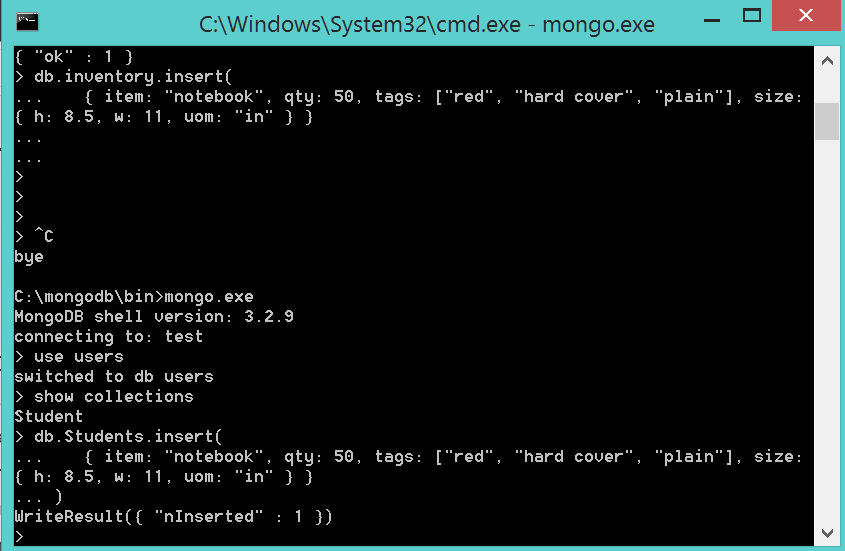 C:\Windows\System32\cmd.exe - mongo.exe
{ "ok" : 1 }
> db.inventory.insert(
...    { item: "notebook", qty: 50, tags: ["red", "hard cover", "plain"], size:
{ h: 8.5, w: 11, uom: "in" } }
...
...
>
>
>
> ^C
bye
C:\mongodb\bin>mongo.exe
MongoDB shell version: 3.2.9
connecting to: test
> use users
switched to db users
> show collections
Student
> db.Students.insert(
...    { item: "notebook", qty: 50, tags: ["red", "hard cover", "plain"], size:
{ h: 8.5, w: 11, uom: "in" } }
... )
WriteResult({ "nInserted" : 1 })
>